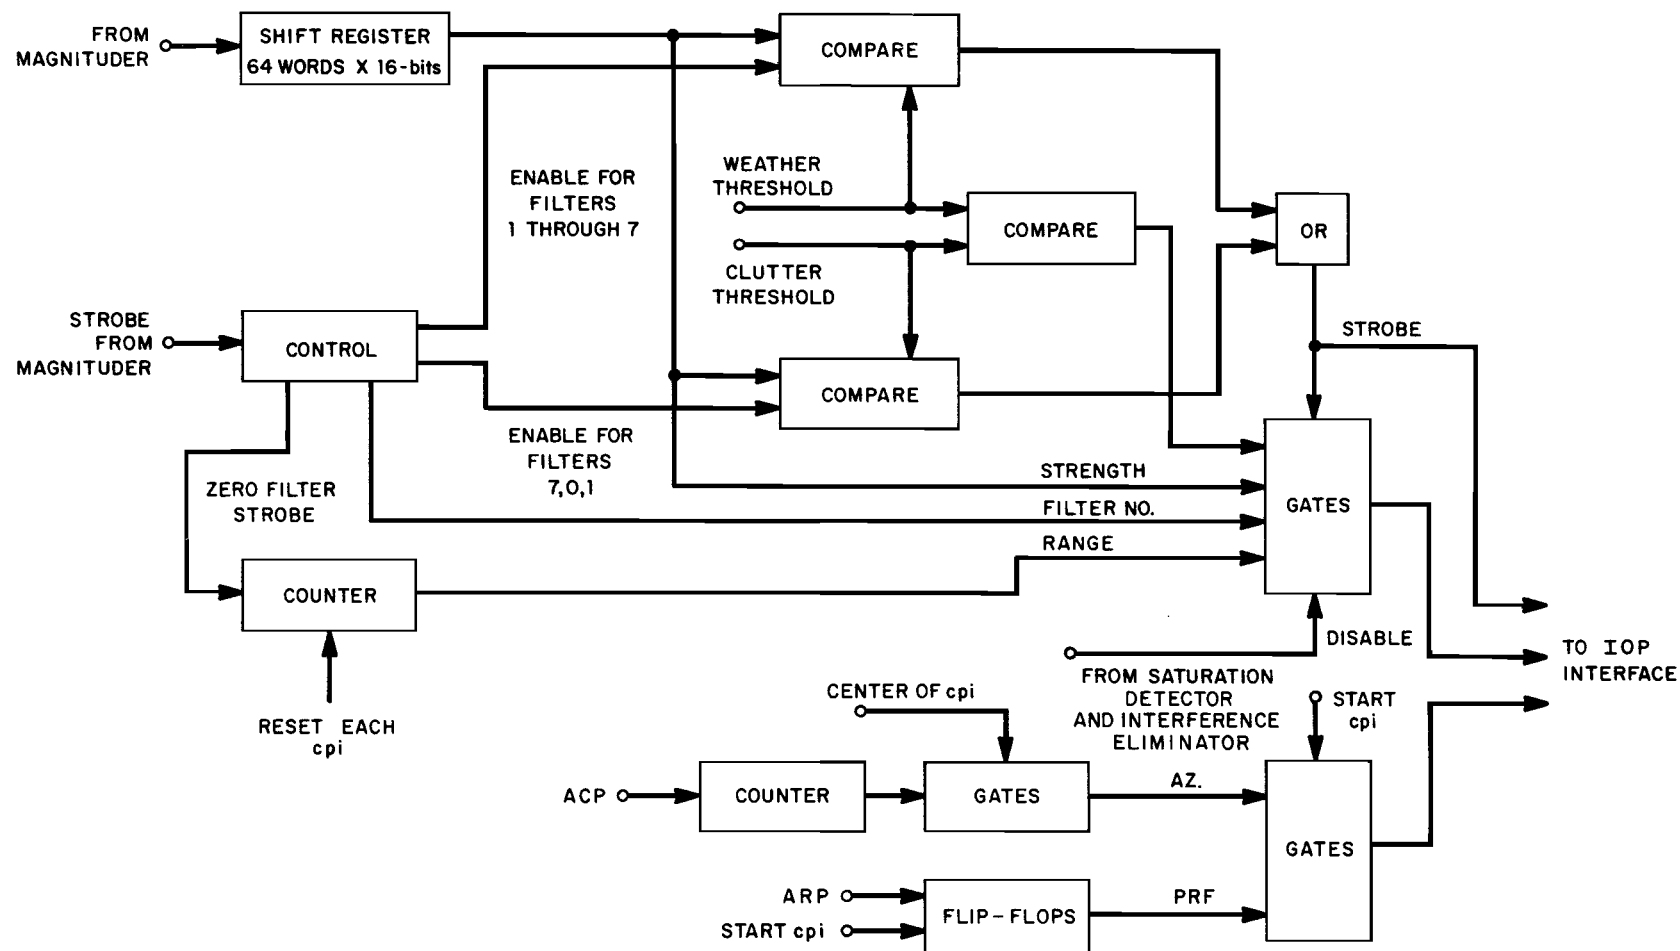 FROM
MAGNITUDER
SHIFT REGISTER
64 WORDS X 16-bits
COMPARE
ENABLE FOR
FILTERS
1 THROUGH 7
WEATHER
THRESHOLD
COMPARE
OR
CLUTTER
THRESHOLD
STROBE
FROM
MAGNITUDER
CONTROL
STROBE
COMPARE
ENABLE FOR
FILTERS
7,0,1
ZERO FILTER
STROBE
STRENGTH
FILTER NO.
RANGE
GATES
COUNTER
RESET EACH
cpi
DISABLE
FROM SATURATION
DETECTOR
AND INTERFERENCE
ELIMINATOR
TO IOP
INTERFACE
CENTER OF cpi
START
cpi
ACP
COUNTER
GATES
AZ.
GATES
ARP
START cpi
FLIP-FLOPS
PRF